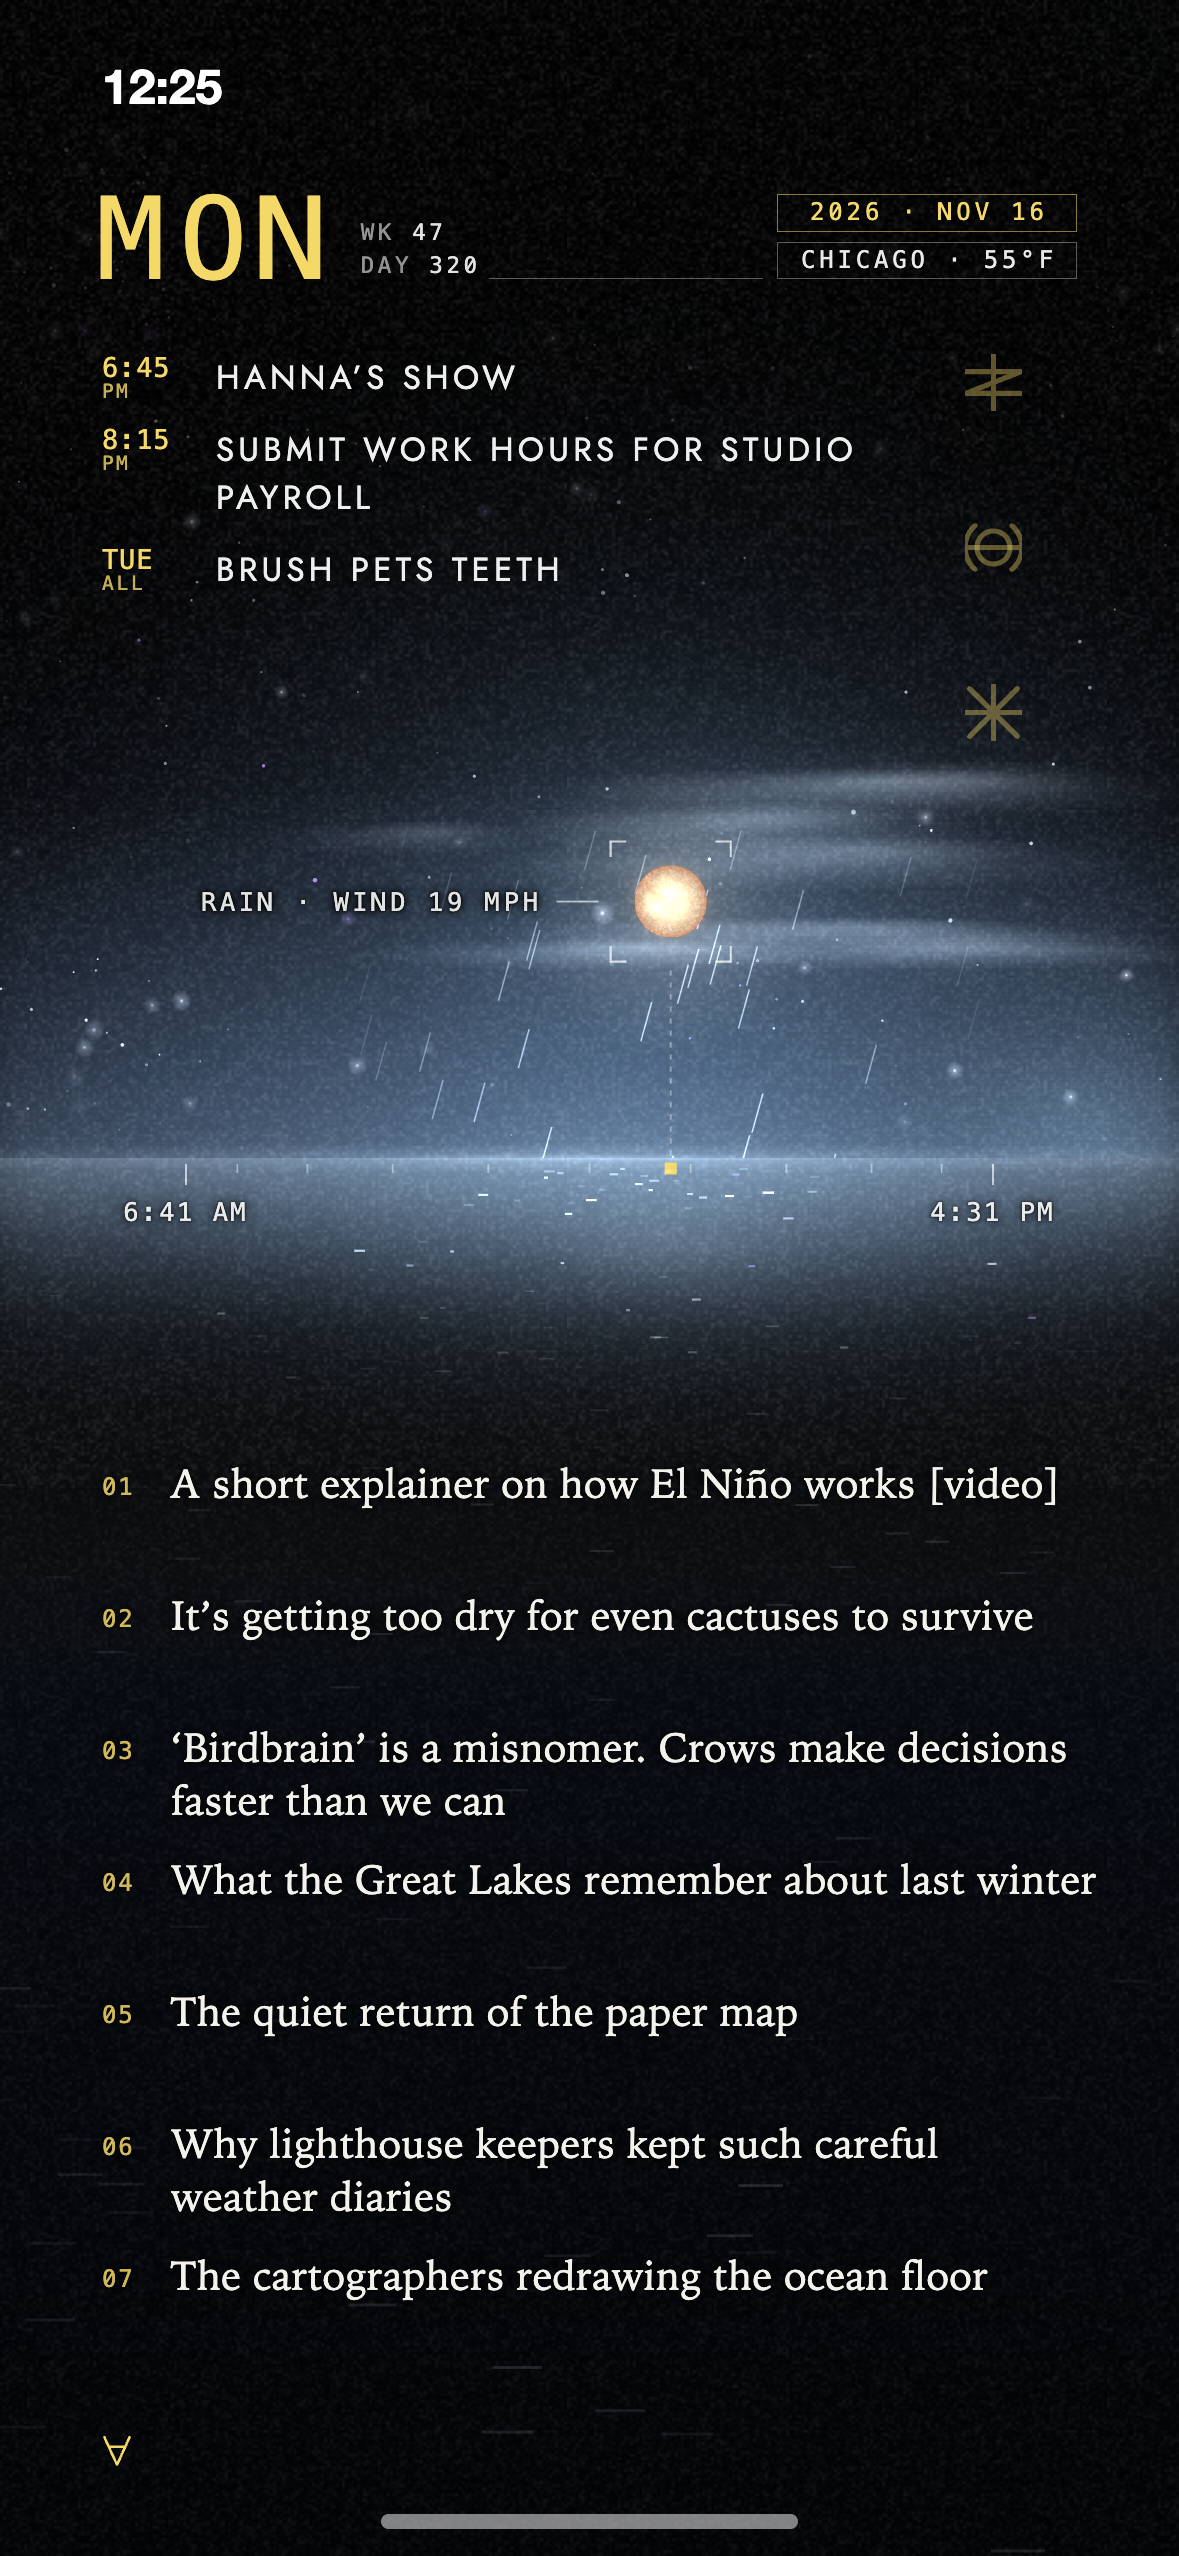 12:25
MON
WK 47
DAY 320
2026 · NOV 16
CHICAGO · 55°F
6:45
PM
HANNA’S SHOW
8:15
PM
SUBMIT WORK HOURS FOR STUDIO
PAYROLL
TUE
ALL
BRUSH PETS TEETH
RAIN · WIND 19 MPH
6:41 AM
4:31 PM
01 A short explainer on how El Niño works [video]
02 It’s getting too dry for even cactuses to survive
03 ‘Birdbrain’ is a misnomer. Crows make decisions
faster than we can
04 What the Great Lakes remember about last winter
05 The quiet return of the paper map
06 Why lighthouse keepers kept such careful
weather diaries
07 The cartographers redrawing the ocean floor